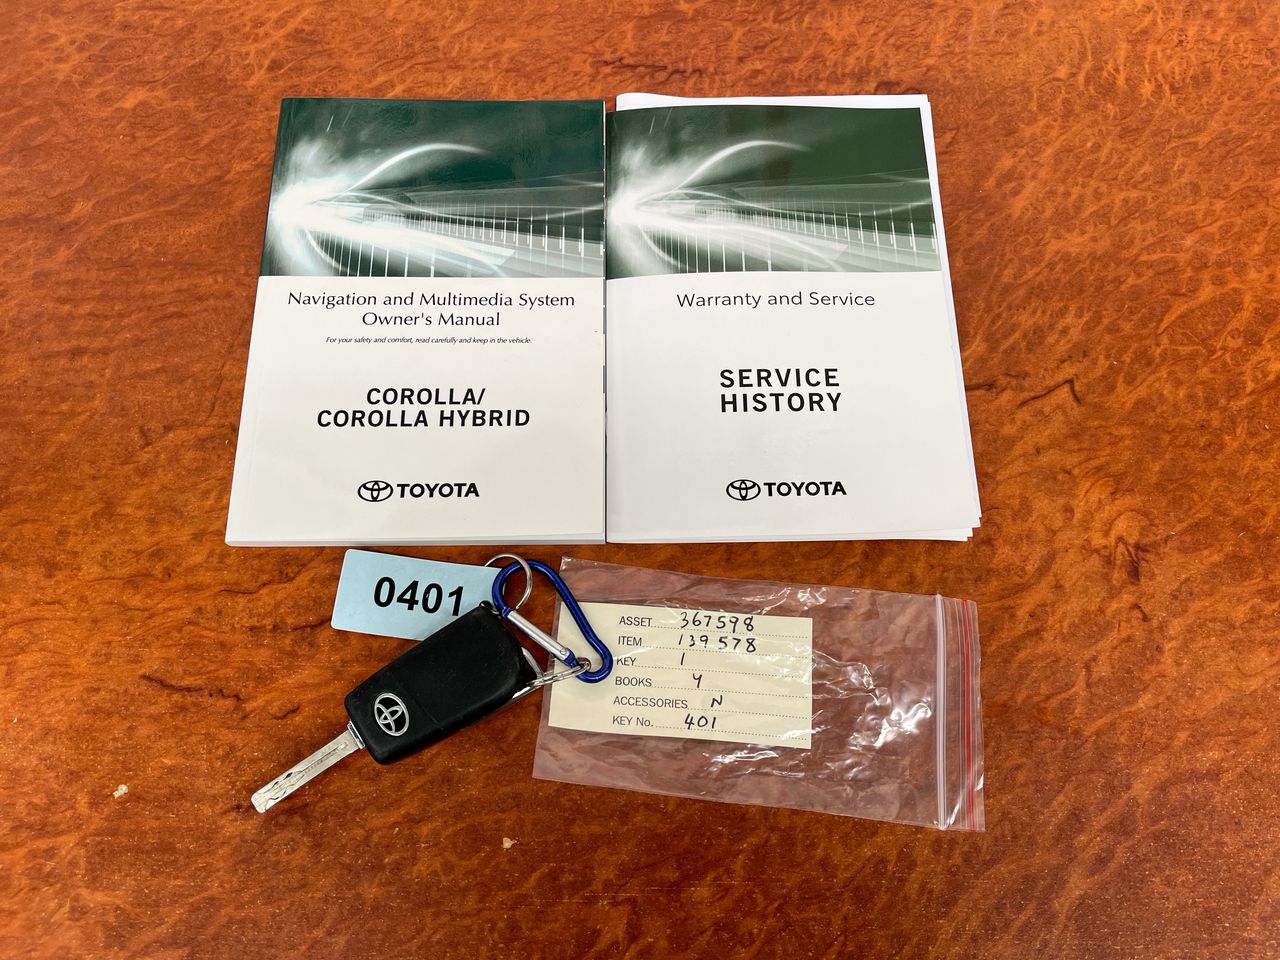 Navigation and Multimedia System
Owner's Manual
For your safety and comfort, read carefully and keep in the vehicle.
COROLLA/
COROLLA HYBRID
TOYOTA
Warranty and Service
SERVICE
HISTORY
TOYOTA
0401
ASSET 367598
ITEM 139578
KEY 1
BOOKS Y
ACCESSORIES N
KEY No. 401